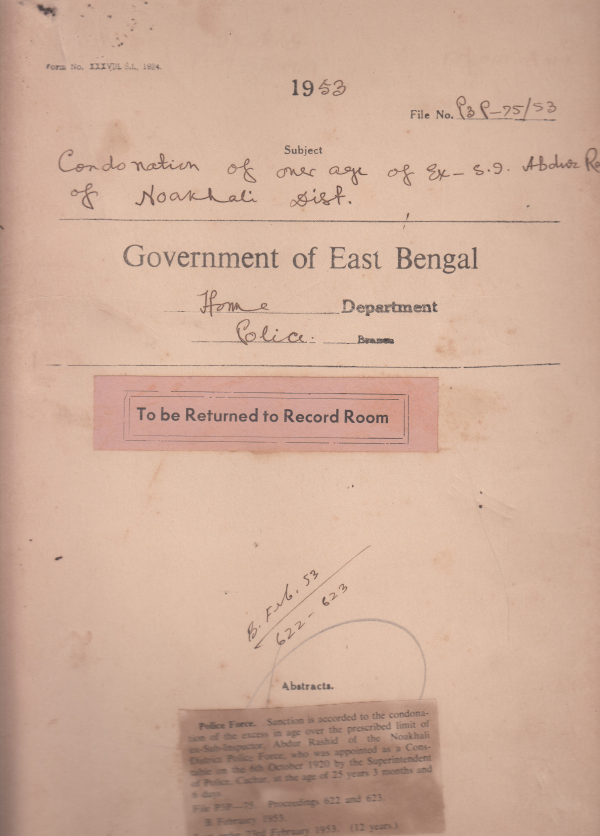 Form No. XXXVIII S.L, 1924.
1953
File No. P3P-75/53
Subject
Condonation of over age of Ex-S.I. Abdur Ra
of Noakhali Dist.
Government of East Bengal
Home Department
Police. Branch
To be Returned to Record Room
B. Feb. 53
622-623
Abstracts.
Police Force. Sanction is accorded to the condona-
tion of the excess in age over the prescribed limit of
ex-Sub-Inspector, Abdur Rashid of the Noakhali
District Police Force, who was appointed as a Cons-
table on the 6th October 1920 by the Superintendent
of Police, Cachar, at the age of 25 years 3 months and
6 days.
File P3P—75. Proceedings 622 and 623.
B. February 1953.
23rd February 1953. (12 years.)